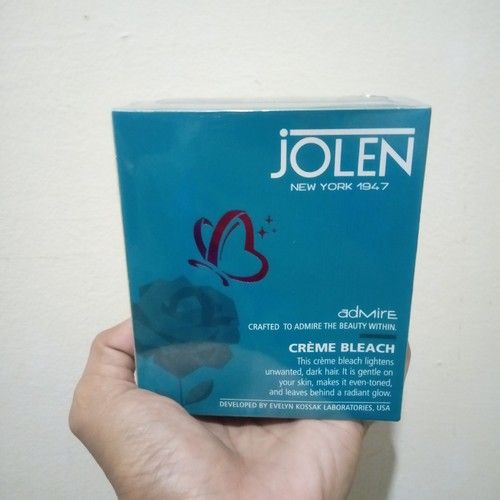 JOLEN
NEW YORK 1947
admire
CRAFTED TO ADMIRE THE BEAUTY WITHIN.
CRÈME BLEACH
This crème bleach lightens
unwanted, dark hair. It is gentle on
your skin, makes it even-toned,
and leaves behind a radiant glow.
DEVELOPED BY EVELYN KOSSAK LABORATORIES, USA